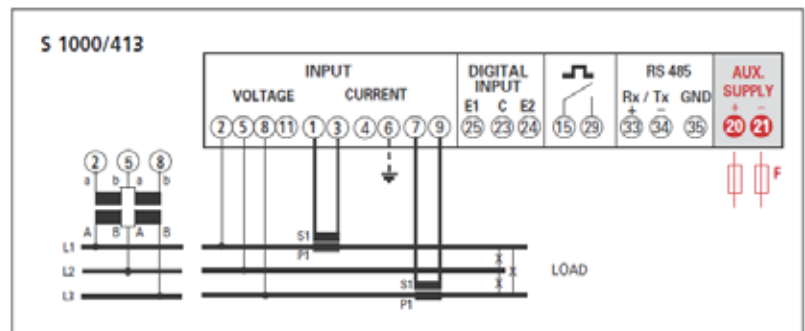 S 1000/413
INPUT
DIGITAL INPUT
RS 485
AUX. SUPPLY
VOLTAGE
CURRENT
E1 C E2
Rx / Tx GND
+ −
+ −
2 5 8 11 1 3 4 6 7 9
25 23 24
15 29
33 34 35
20 21
2 5 8
a b a b
F
A B A B
S1
P1
L1
L2
L3
x
x
x
LOAD
S1
P1